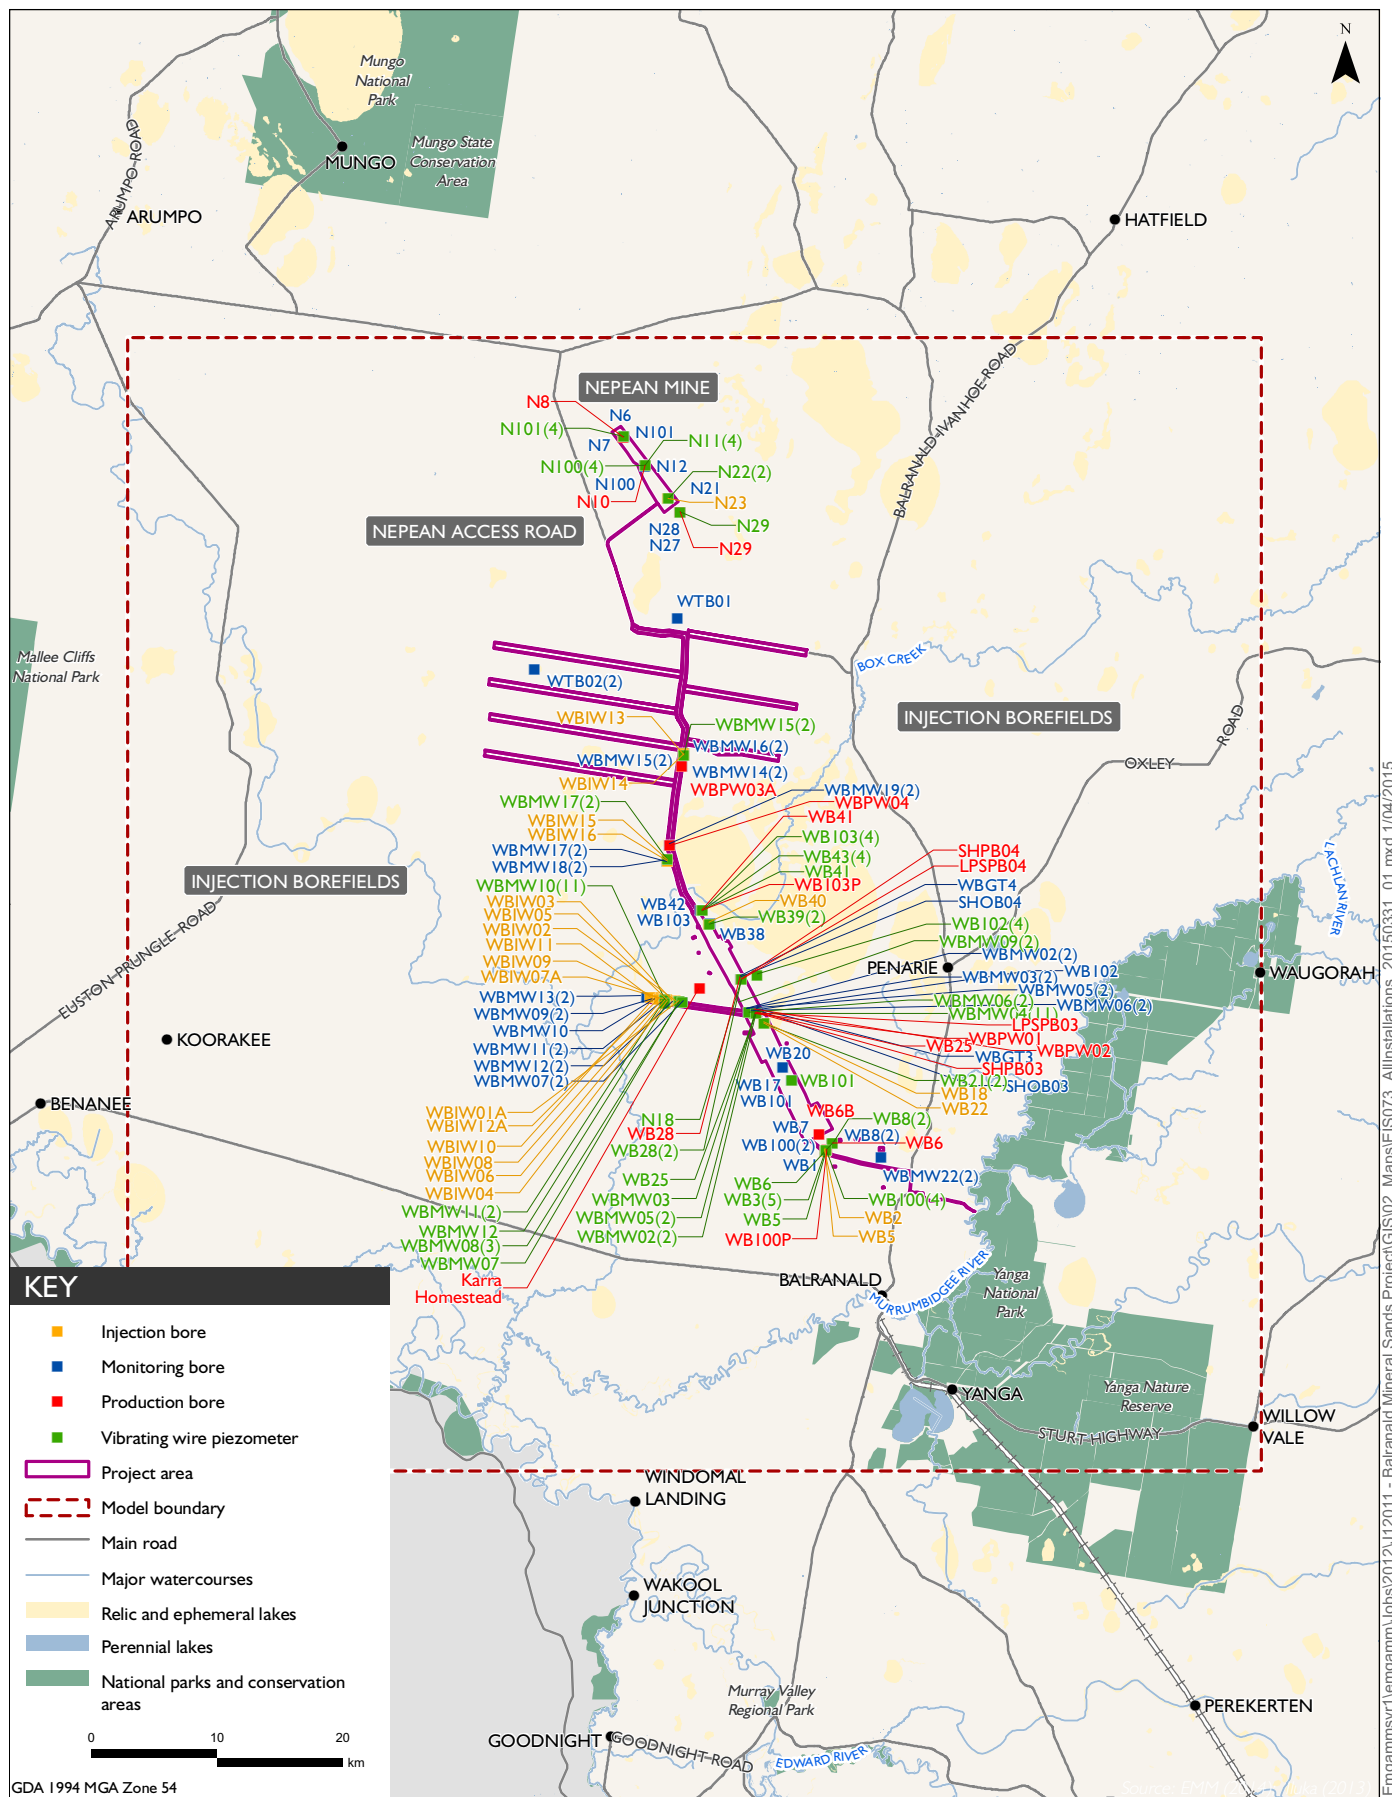 N
Mungo
National
Park
Mungo State
Conservation
Area
MUNGO
ARUMPO ROAD
ARUMPO
HATFIELD
NEPEAN MINE
N8
N6
N101(4)
N101
N7
N11(4)
N100(4)
N12
N22(2)
N100
N21
N10
N23
NEPEAN ACCESS ROAD
N28
N29
N27
N29
BALRANALD-IVANHOE ROAD
WTB01
Mallee Cliffs
National Park
BOX CREEK
WTB02(2)
INJECTION BOREFIELDS
ROAD
OXLEY
WBIW13
WBMW15(2)
WBMW16(2)
WBMW15(2)
WBMW14(2)
WBIW14
WBPW03A
WBMW19(2)
WBMW17(2)
WBPW04
WBIW15
WB41
WBIW16
WB103(4)
WBMW17(2)
WB43(4)
WBMW18(2)
WB41
INJECTION BOREFIELDS
WBMW10(11)
WB103P
WBIW03
WB42
WB40
WBIW05
WB103
WB39(2)
WBIW02
WB38
WBIW11
WBIW09
WBIW07A
SHPB04
LPSPB04
WBGT4
SHOB04
WB102(4)
WBMW09(2)
WBMW02(2)
PENARIE
WB102
WBMW03(2)
WBMW05(2)
WBMW06(2)
WBMW06(2)
WBMW04(11)
LPSPB03
WBPW01
WB25
WBPW02
WBGT3
SHPB03
WB21(2)
SHOB03
WB18
WB22
LACHLAN RIVER
WAUGORAH
EUSTON-PRUNGLE ROAD
KOORAKEE
BENANEE
WBMW13(2)
WBMW09(2)
WBMW10
WBMW11(2)
WBMW12(2)
WBMW07(2)
WB20
WB17
WB101
WB101
WBIW01A
WBIW12A
WBIW10
WBIW08
WBIW06
WBIW04
WBMW11(2)
WBMW12
WBMW08(3)
WBMW07
Karra
Homestead
N18
WB28
WB28(2)
WB25
WBMW03
WBMW05(2)
WBMW02(2)
WB6B
WB7
WB8(2)
WB100(2)
WB8(2)
WB6
WB1
WBMW22(2)
WB6
WB3(5)
WB100(4)
WB5
WB2
WB100P
WB5
BALRANALD
MURRUMBIDGEE RIVER
Yanga
National
Park
YANGA
Yanga Nature
Reserve
STURT HIGHWAY
WILLOW
VALE
WINDOMAL
LANDING
WAKOOL
JUNCTION
Murray Valley
Regional Park
PEREKERTEN
GOODNIGHT
GOODNIGHT ROAD
EDWARD RIVER
KEY
Injection bore
Monitoring bore
Production bore
Vibrating wire piezometer
Project area
Model boundary
Main road
Major watercourses
Relic and ephemeral lakes
Perennial lakes
National parks and conservation
areas
0 10 20
km
GDA 1994 MGA Zone 54